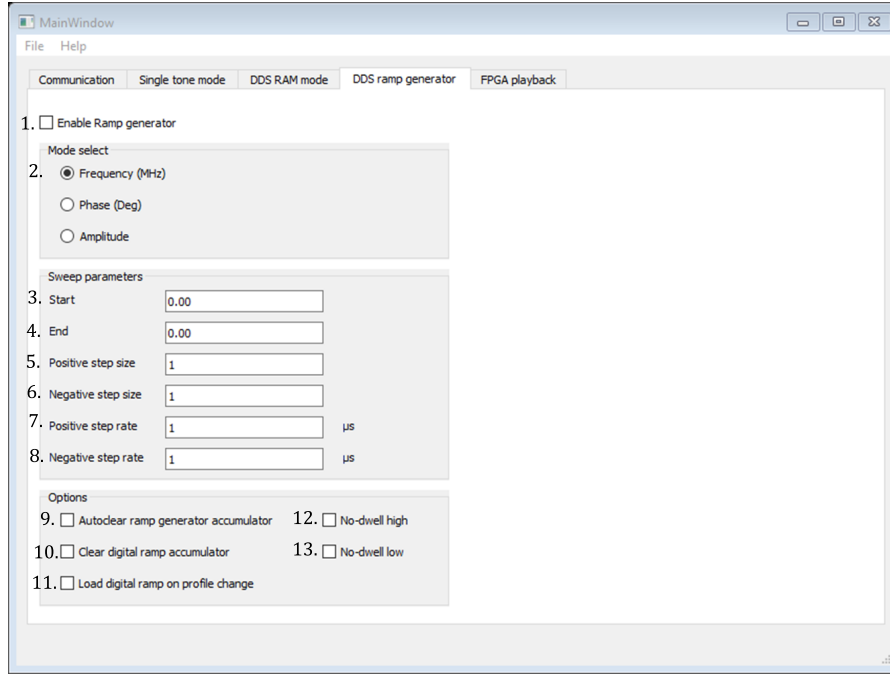 MainWindow
File Help
Communication Single tone mode DDS RAM mode DDS ramp generator FPGA playback
1. Enable Ramp generator
Mode select
2. Frequency (MHz)
Phase (Deg)
Amplitude
Sweep parameters
3. Start 0.00
4. End 0.00
5. Positive step size 1
6. Negative step size 1
7. Positive step rate 1 µs
8. Negative step rate 1 µs
Options
9. Autoclear ramp generator accumulator 12. No-dwell high
10. Clear digital ramp accumulator 13. No-dwell low
11. Load digital ramp on profile change